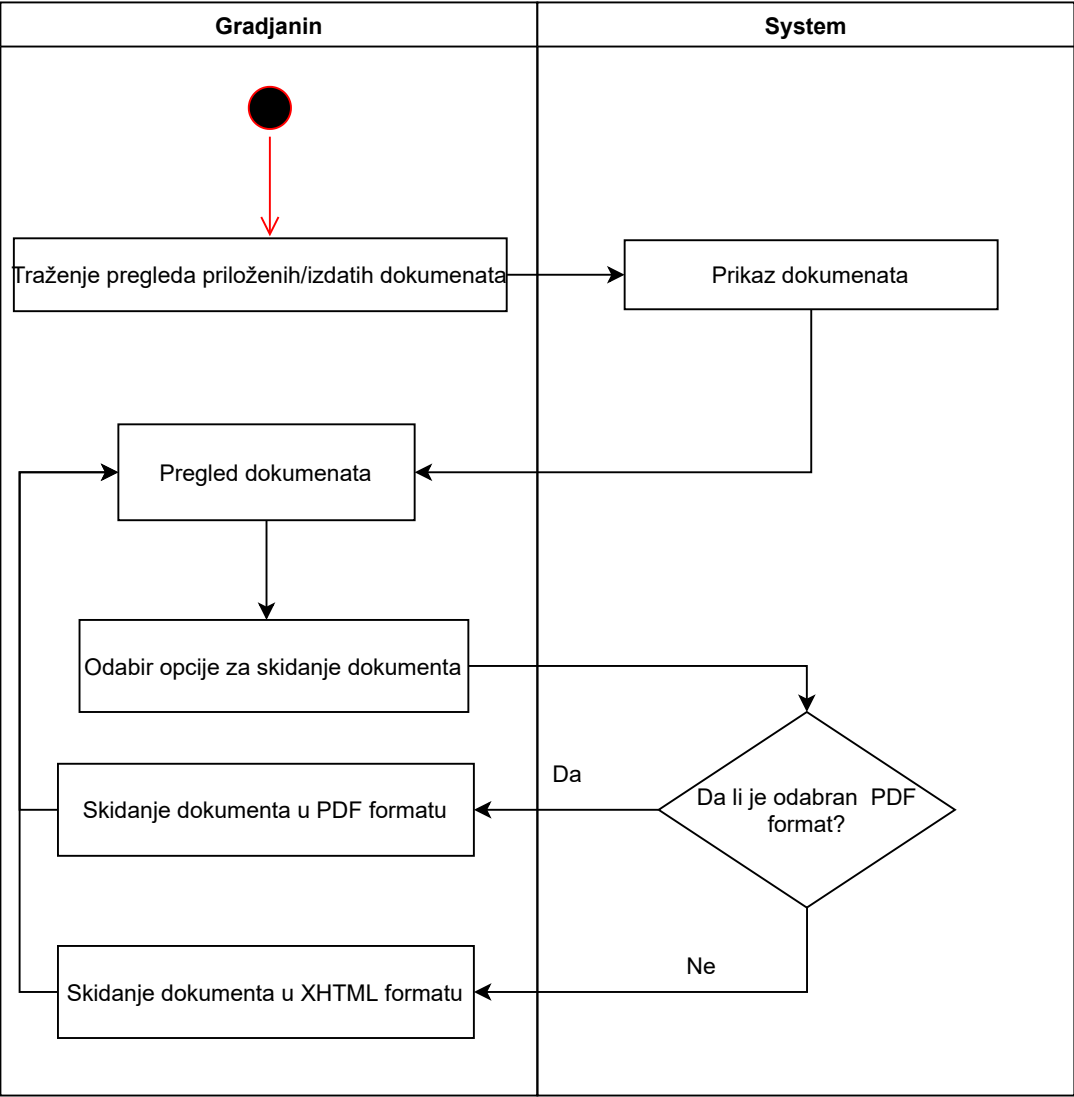 Gradjanin
System
Traženje pregleda priloženih/izdatih dokumenata
Prikaz dokumenata
Pregled dokumenata
Odabir opcije za skidanje dokumenta
Da
Da li je odabran PDF
format?
Skidanje dokumenta u PDF formatu
Ne
Skidanje dokumenta u XHTML formatu